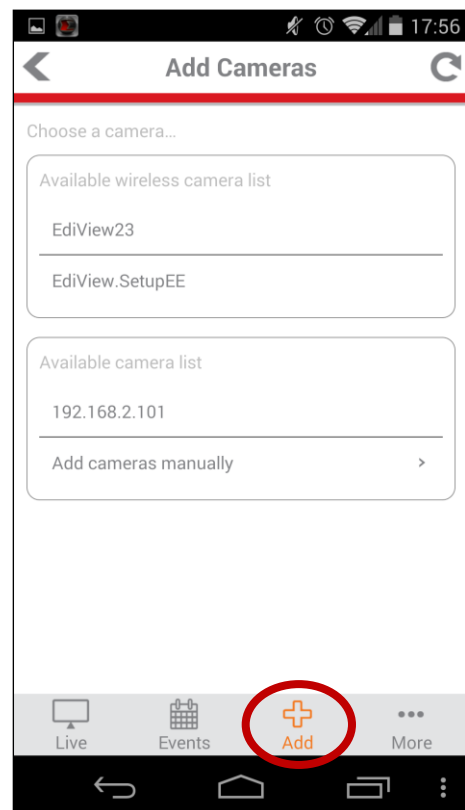 17:56
Add Cameras
Choose a camera...
Available wireless camera list
EdiView23
EdiView.SetupEE
Available camera list
192.168.2.101
Add cameras manually >
Live Events Add More